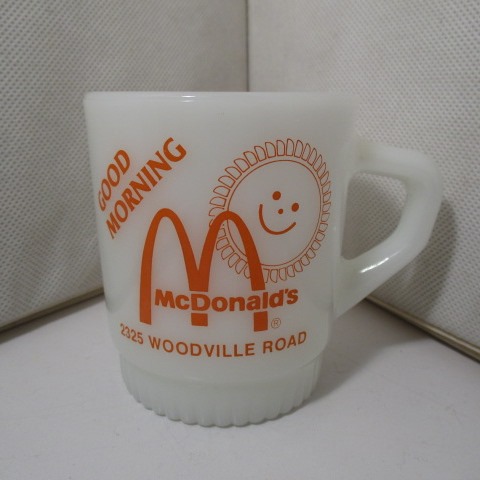 GOOD
MORNING
McDonald's
®
2325 WOODVILLE ROAD